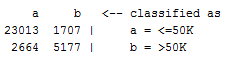 a b <-- classified as
23013 1707 | a = <=50K
2664 5177 | b = >50K